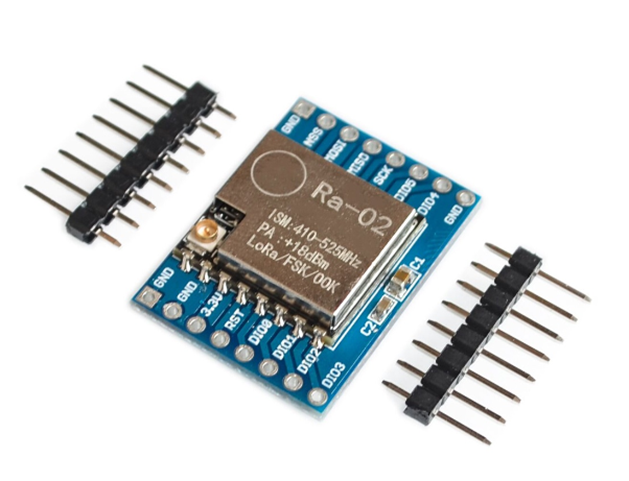 GND
NSS
MOSI
MISO
SCK
DIO5
DIO4
GND
Ra-02
ISM:410-525MHz
PA:+18dBm
LoRa/FSK/OOK
C1
C2
GND
GND
3.3V
RST
DIO0
DIO1
DIO2
DIO3